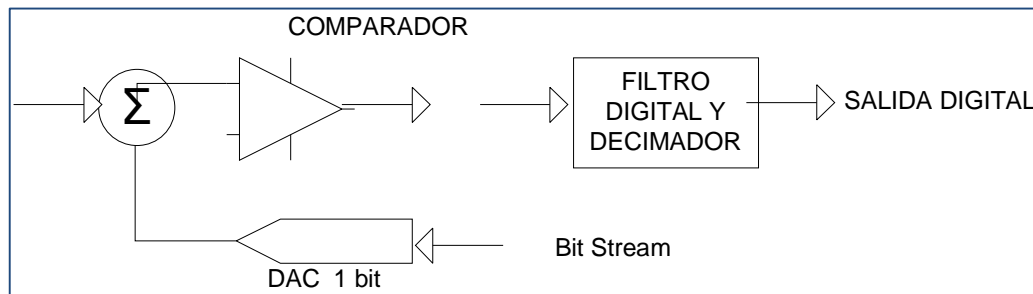 COMPARADOR
Σ
FILTRO
DIGITAL Y
DECIMADOR
SALIDA DIGITAL
Bit Stream
DAC 1 bit